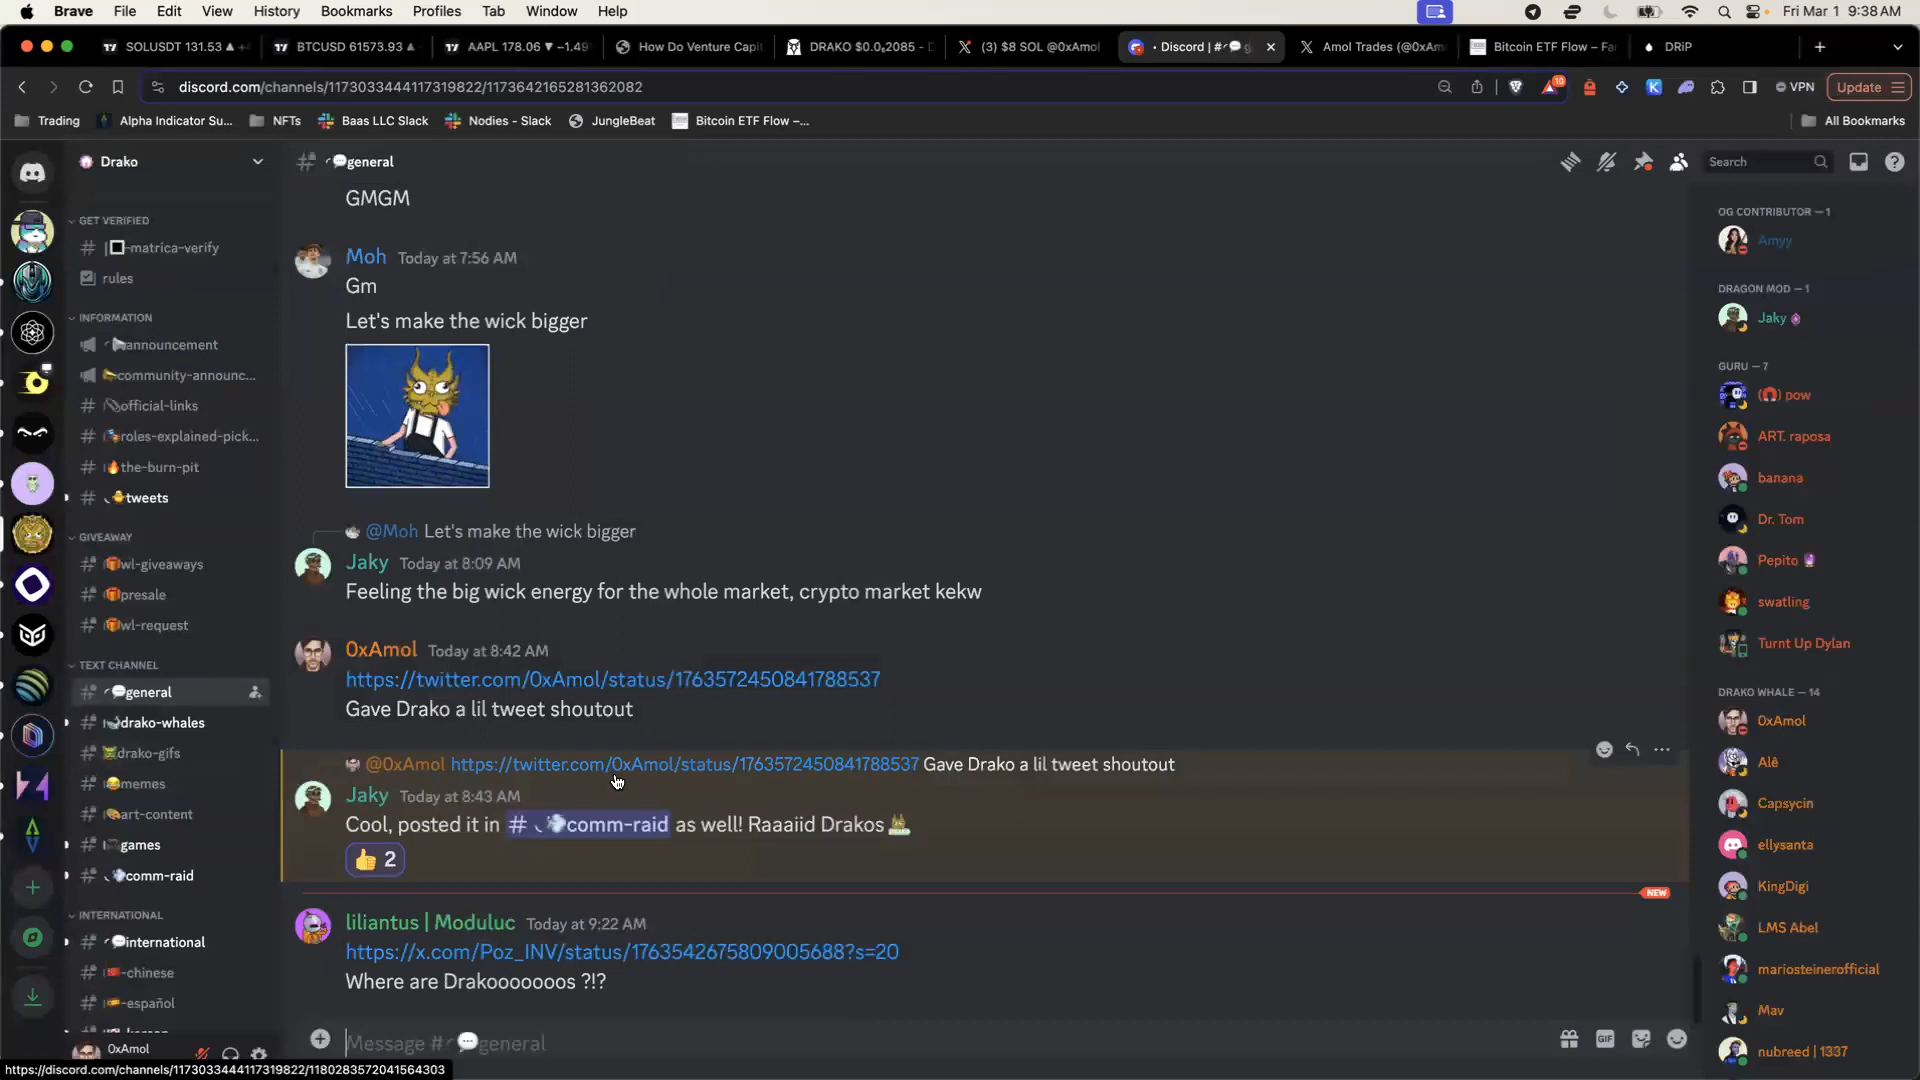 Brave File Edit View History Bookmarks Profiles Tab Window Help
Fri Mar 1 9:38 AM
SOLUSDT 131.53 ▲ +4
BTCUSD 61573.93 ▲
AAPL 178.06 ▼ −1.49
How Do Venture Capi
DRAKO $0.0₆2085 - D
(3) $8 SOL @0xAmol
• Discord | #
Amol Trades (@0xAm
Bitcoin ETF Flow – Fa
DRiP
discord.com/channels/1173033444117319822/1173642165281362082
10
VPN
Update
Trading
Alpha Indicator Su...
NFTs
Baas LLC Slack
Nodies - Slack
JungleBeat
Bitcoin ETF Flow –...
All Bookmarks
Drako
GET VERIFIED
-matrica-verify
rules
INFORMATION
announcement
community-announc...
official-links
roles-explained-pick...
🔥the-burn-pit
tweets
GIVEAWAY
🎁wl-giveaways
🎁presale
🎁wl-request
TEXT CHANNEL
💬general
drako-whales
drako-gifs
😂memes
🎨art-content
games
comm-raid
INTERNATIONAL
💬international
🇨🇳-chinese
🇪🇸-español
0xAmol
https://discord.com/channels/1173033444117319822/1180283572041564303
💬general
Search
GMGM
Moh Today at 7:56 AM
Gm
Let's make the wick bigger
@Moh Let's make the wick bigger
Jaky Today at 8:09 AM
Feeling the big wick energy for the whole market, crypto market kekw
0xAmol Today at 8:42 AM
https://twitter.com/0xAmol/status/1763572450841788537
Gave Drako a lil tweet shoutout
@0xAmol https://twitter.com/0xAmol/status/1763572450841788537 Gave Drako a lil tweet shoutout
Jaky Today at 8:43 AM
Cool, posted it in # comm-raid as well! Raaaiid Drakos
👍 2
NEW
liliantus | Moduluc Today at 9:22 AM
https://x.com/Poz_INV/status/1763542675809005688?s=20
Where are Drakooooooos ?!?
Message # 💬general
GIF
OG CONTRIBUTOR — 1
Amyy
DRAGON MOD — 1
Jaky
GURU — 7
pow
ART. raposa
banana
Dr. Tom
Pepito 🔮
swatling
Turnt Up Dylan
DRAKO WHALE — 14
0xAmol
Alê
Capsycin
ellysanta
KingDigi
LMS Abel
mariosteinerofficial
Mav
nubreed | 1337